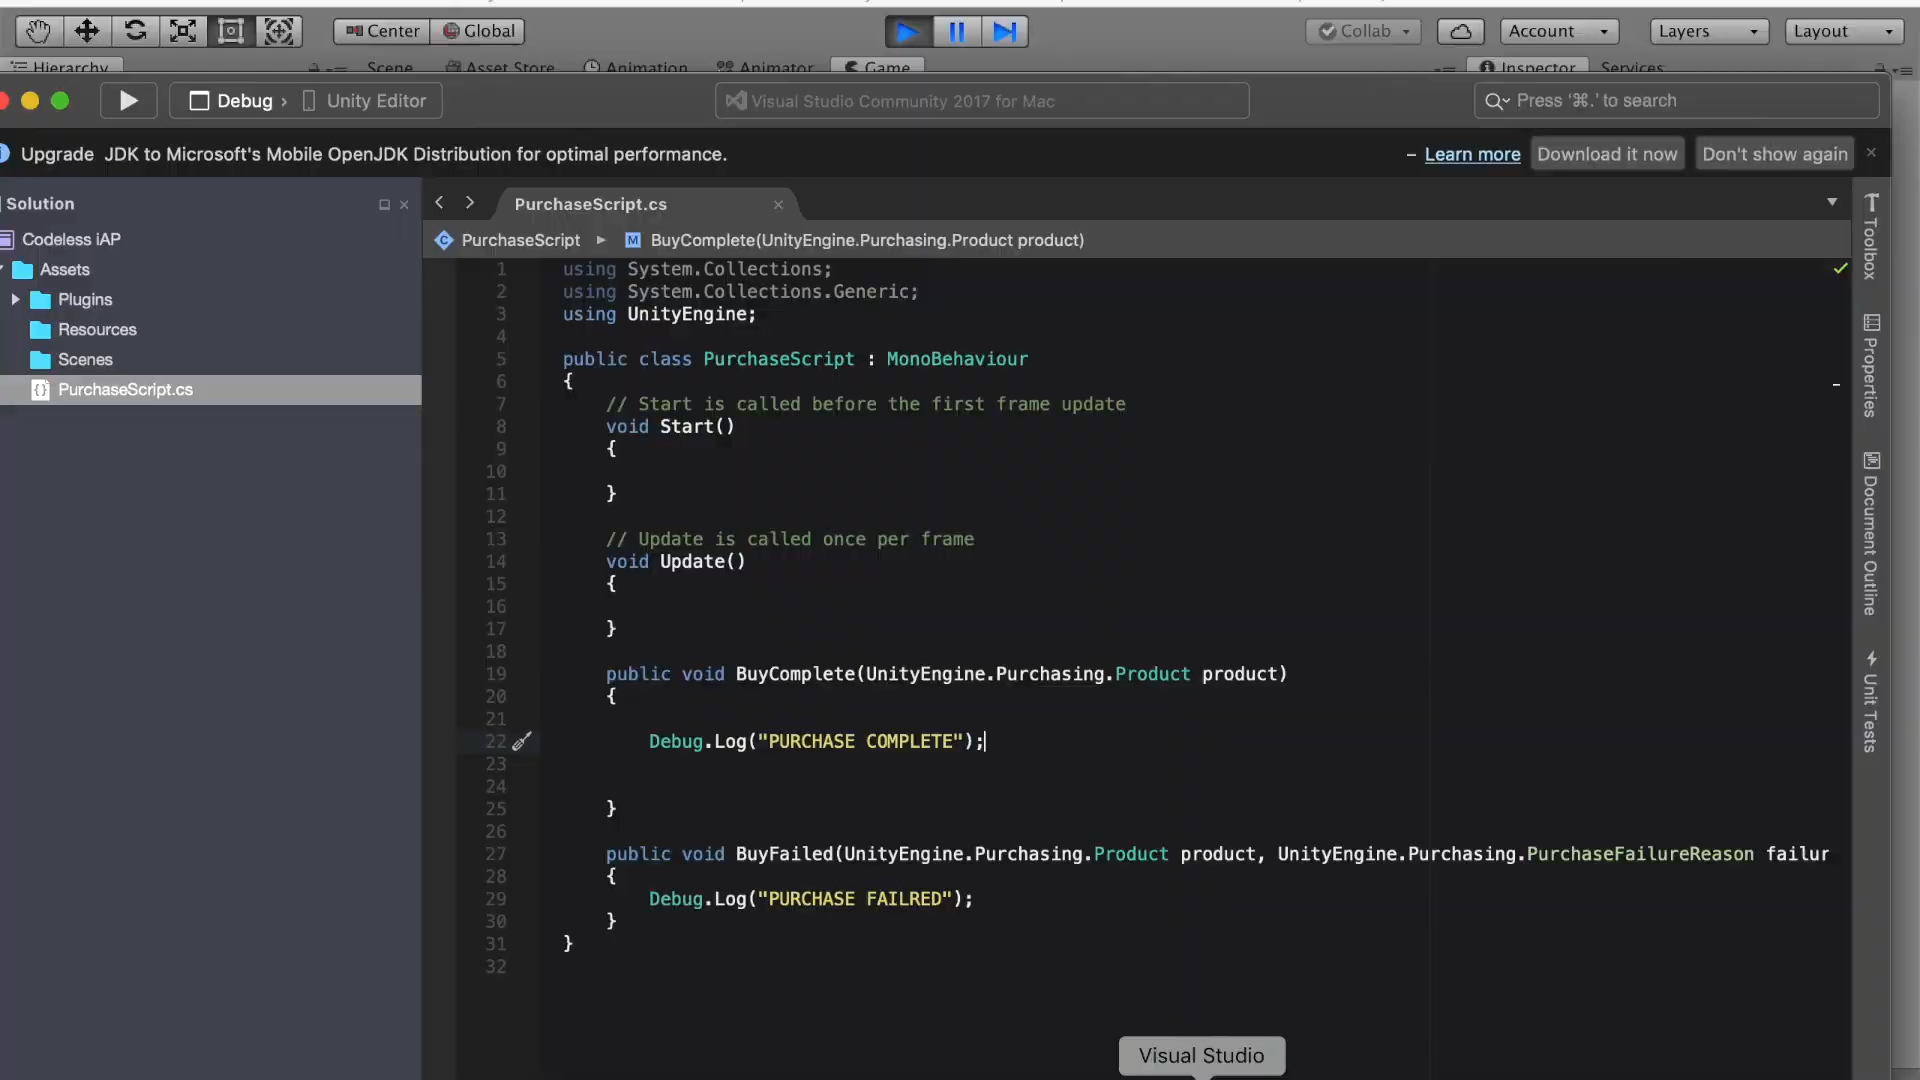 Center
Global
Collab
Account
Layers
Layout
Hierarchy
Scene
Asset Store
Animation
Animator
Game
Inspector
Services
Debug › Unity Editor
Visual Studio Community 2017 for Mac
Press '⌘.' to search
Upgrade JDK to Microsoft's Mobile OpenJDK Distribution for optimal performance.
– Learn more
Download it now
Don't show again
Solution
Codeless iAP
Assets
Plugins
Resources
Scenes
PurchaseScript.cs
PurchaseScript.cs
PurchaseScript
M BuyComplete(UnityEngine.Purchasing.Product product)
1 using System.Collections;
2 using System.Collections.Generic;
3 using UnityEngine;
4
5 public class PurchaseScript : MonoBehaviour
6 {
7 // Start is called before the first frame update
8 void Start()
9 {
10
11 }
12
13 // Update is called once per frame
14 void Update()
15 {
16
17 }
18
19 public void BuyComplete(UnityEngine.Purchasing.Product product)
20 {
21
22 Debug.Log("PURCHASE COMPLETE");
23
24
25 }
26
27 public void BuyFailed(UnityEngine.Purchasing.Product product, UnityEngine.Purchasing.PurchaseFailureReason failur
28 {
29 Debug.Log("PURCHASE FAILRED");
30 }
31 }
32
Toolbox
Properties
Document Outline
Unit Tests
Visual Studio